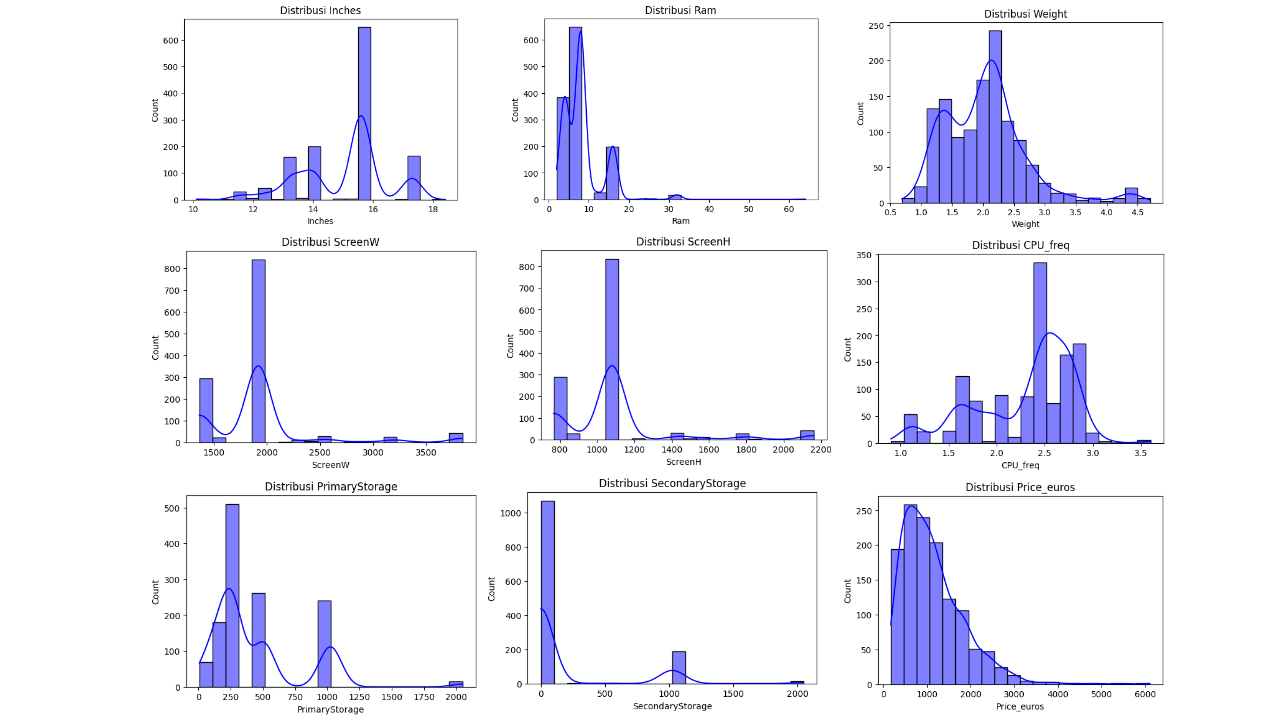 Distribusi Inches
Count
600
500
400
300
200
100
0
10 12 14 16 18
Inches
Distribusi Ram
Count
600
500
400
300
200
100
0
0 10 20 30 40 50 60
Ram
Distribusi Weight
Count
250
200
150
100
50
0
0.5 1.0 1.5 2.0 2.5 3.0 3.5 4.0 4.5
Weight
Distribusi ScreenW
Count
800
700
600
500
400
300
200
100
0
1500 2000 2500 3000 3500
ScreenW
Distribusi ScreenH
Count
800
700
600
500
400
300
200
100
0
800 1000 1200 1400 1600 1800 2000 2200
ScreenH
Distribusi CPU_freq
Count
350
300
250
200
150
100
50
0
1.0 1.5 2.0 2.5 3.0 3.5
CPU_freq
Distribusi PrimaryStorage
Count
500
400
300
200
100
0
0 250 500 750 1000 1250 1500 1750 2000
PrimaryStorage
Distribusi SecondaryStorage
Count
1000
800
600
400
200
0
0 500 1000 1500 2000
SecondaryStorage
Distribusi Price_euros
Count
250
200
150
100
50
0
0 1000 2000 3000 4000 5000 6000
Price_euros